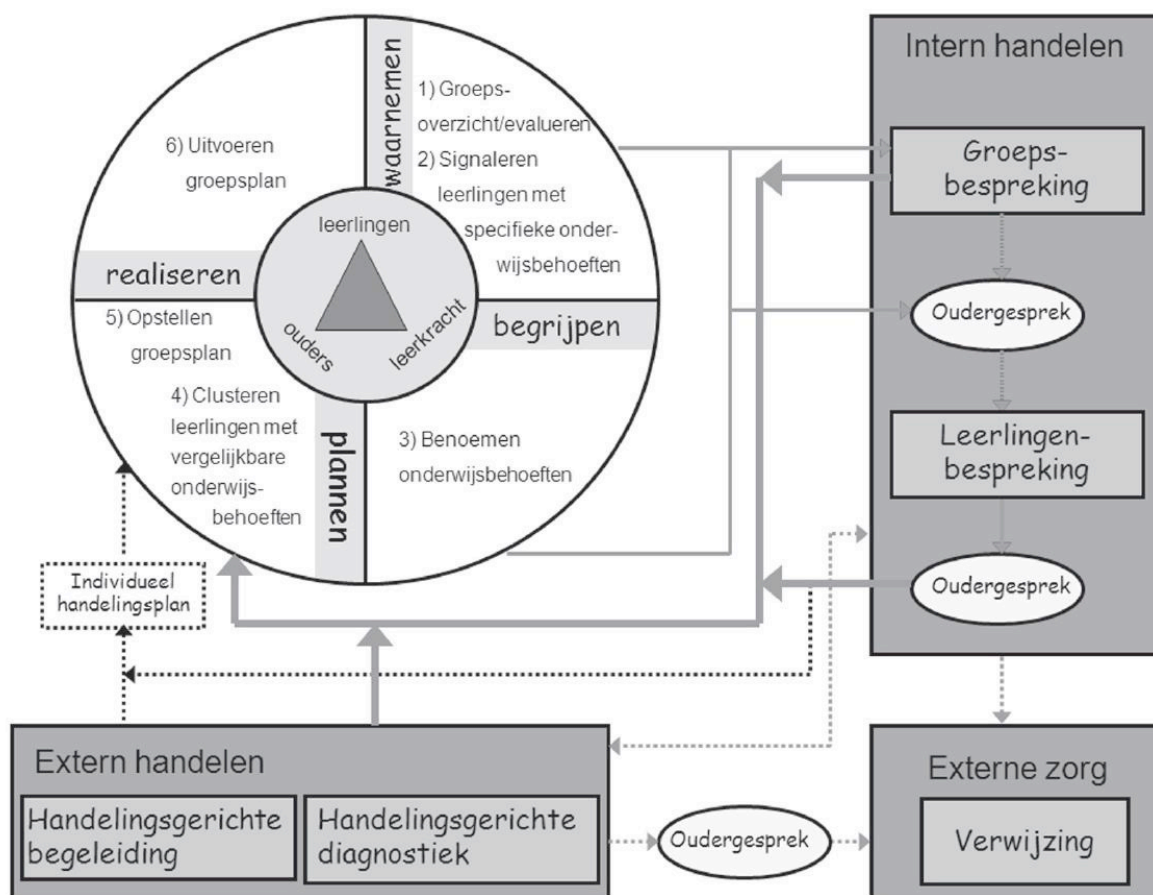 waarnemen
1) Groeps-
overzicht/evalueren
2) Signaleren
leerlingen met
specifieke onder-
wijsbehoeften
begrijpen
3) Benoemen
onderwijsbehoeften
plannen
4) Clusteren
leerlingen met
vergelijkbare
onderwijs-
behoeften
5) Opstellen
groepsplan
realiseren
6) Uitvoeren
groepsplan
leerlingen
ouders
leerkracht
Intern handelen
Groeps-
bespreking
Oudergesprek
Leerlingen-
bespreking
Oudergesprek
Individueel
handelingsplan
Extern handelen
Handelingsgerichte
begeleiding
Handelingsgerichte
diagnostiek
Oudergesprek
Externe zorg
Verwijzing